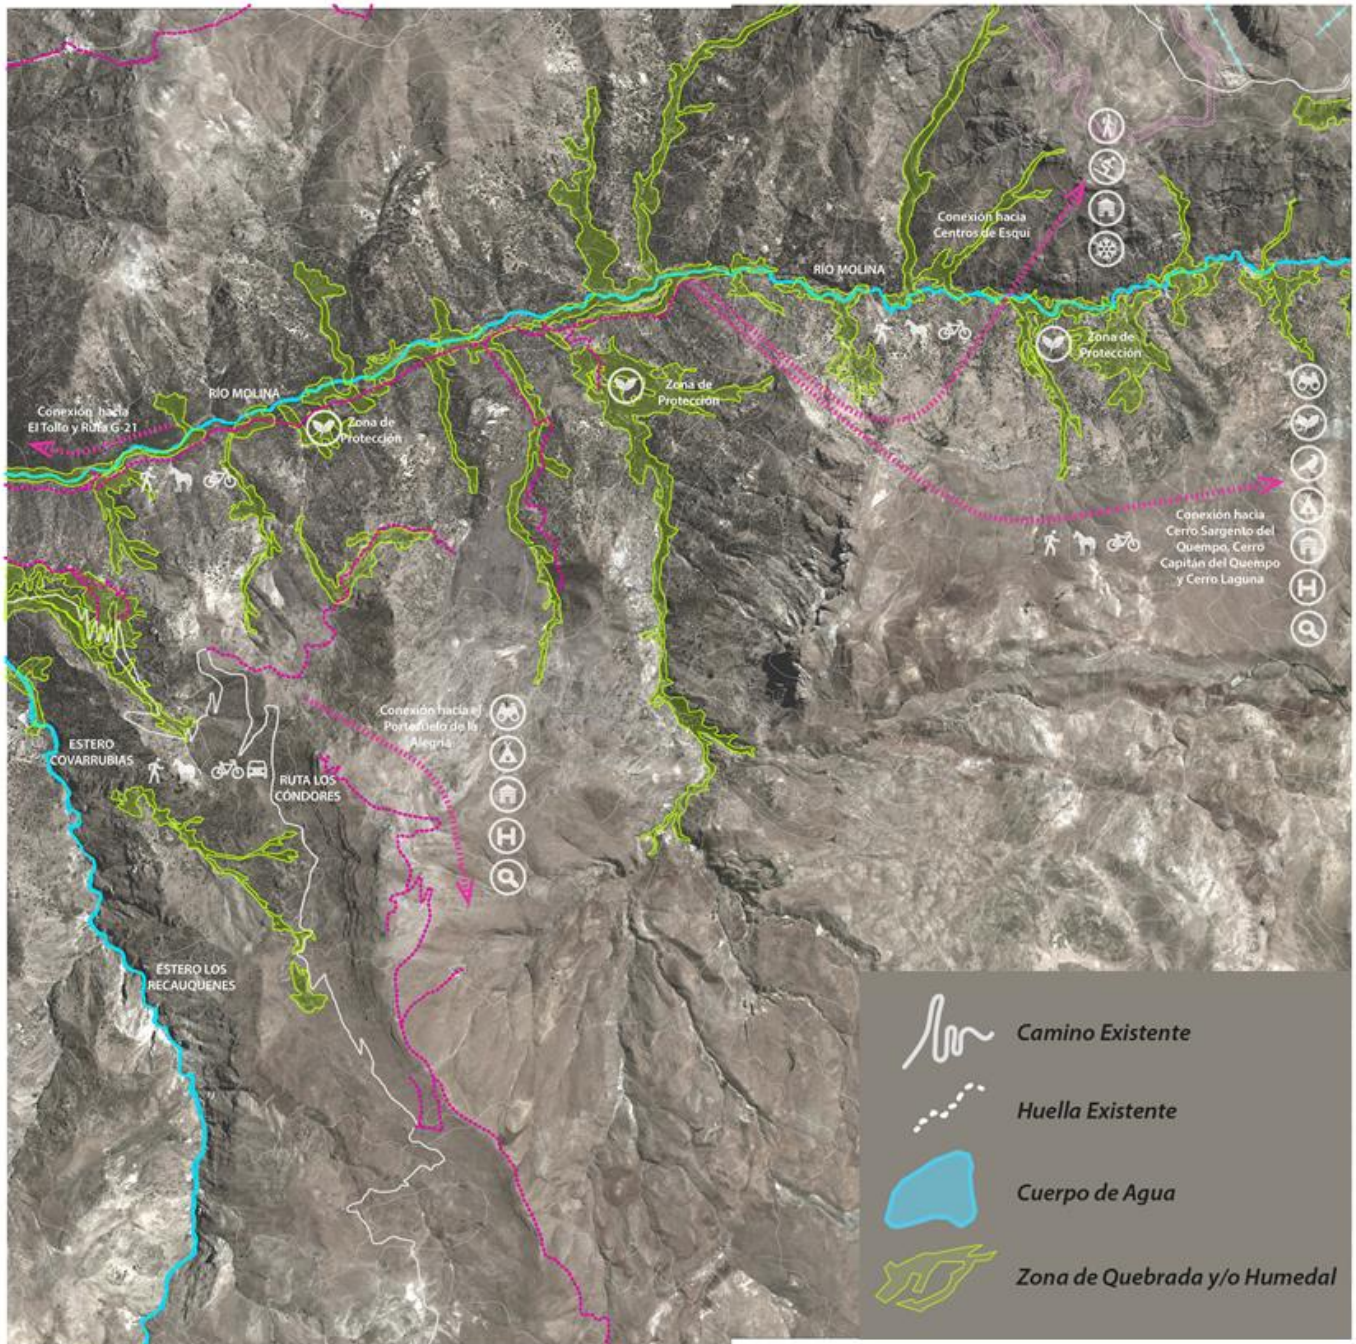 Conexión hacia
Centros de Esquí
RÍO MOLINA
Zona de
Protección
RÍO MOLINA
Zona de
Protección
Conexión hacia
El Tollo y Ruta G-21
Zona de
Protección
Conexión hacia
Cerro Sargento del
Quempo, Cerro
Capitán del Quempo
y Cerro Laguna
H
Conexión hacia el
Portezuelo de la
Alegría
ESTERO
COVARRUBIAS
RUTA LOS
CÓNDORES
H
ESTERO LOS
RECAUQUENES
Camino Existente
Huella Existente
Cuerpo de Agua
Zona de Quebrada y/o Humedal